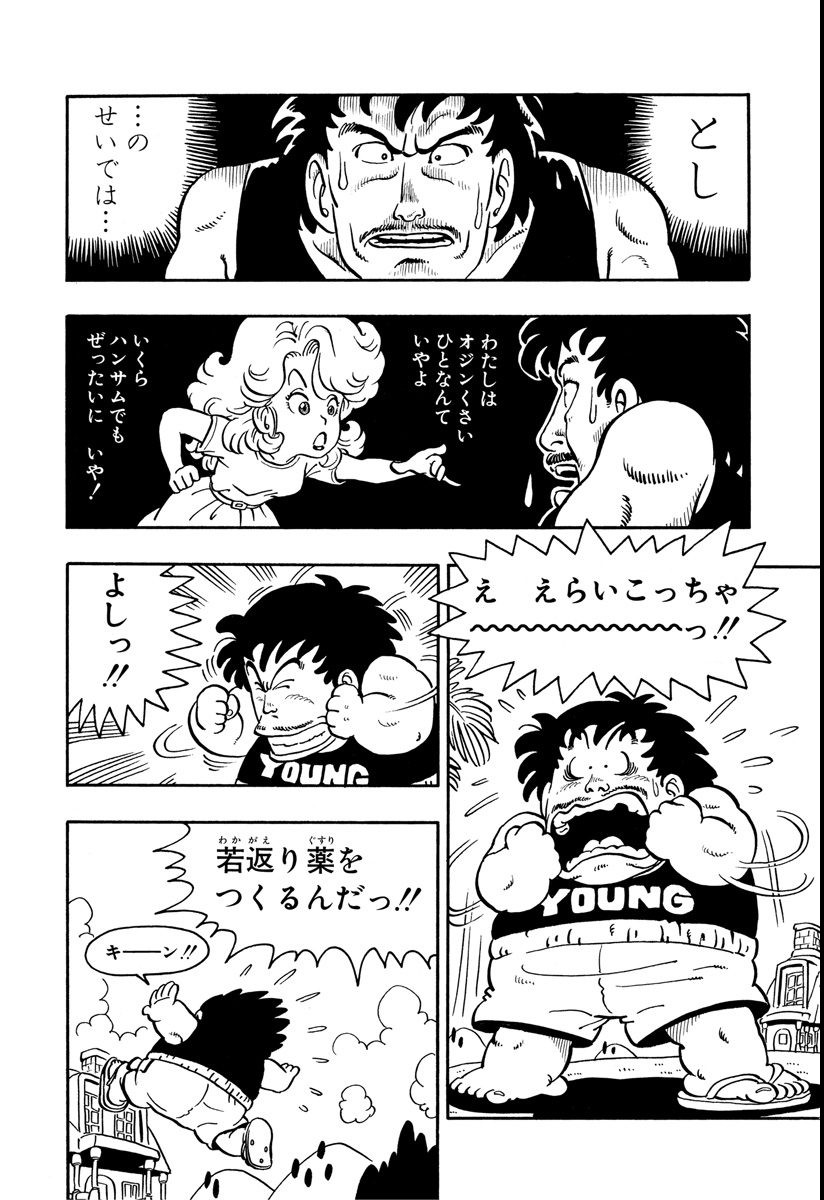 とし
…の
せいでは…
わたしは
オジンくさい
ひとなんて
いやよ
いくら
ハンサムでも
ぜったいに　いや！
え　えらいこっちゃ
〜〜〜〜〜〜〜っ!!
YOUNG
よしっ!!
YOUNG
若返り薬を
わかがえ ぐすり
つくるんだっ!!
キーーン!!